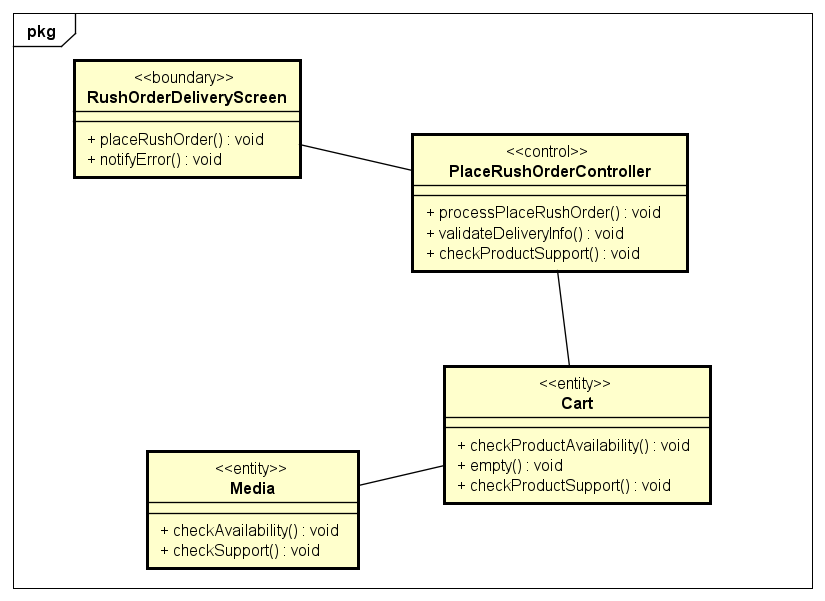 pkg
<<boundary>>
RushOrderDeliveryScreen
+ placeRushOrder() : void
+ notifyError() : void
<<control>>
PlaceRushOrderController
+ processPlaceRushOrder() : void
+ validateDeliveryInfo() : void
+ checkProductSupport() : void
<<entity>>
Cart
+ checkProductAvailability() : void
+ empty() : void
+ checkProductSupport() : void
<<entity>>
Media
+ checkAvailability() : void
+ checkSupport() : void